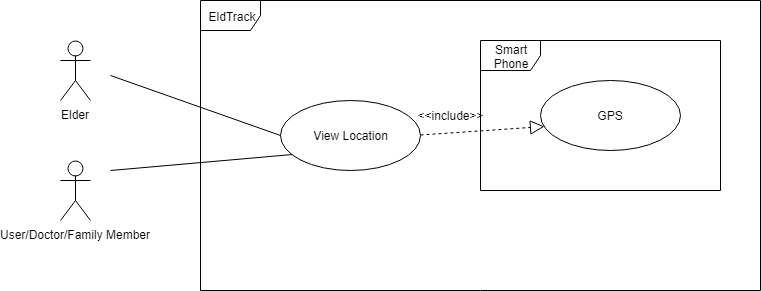 EldTrack
Smart
Phone
Elder
<<include>>
GPS
View Location
User/Doctor/Family Member